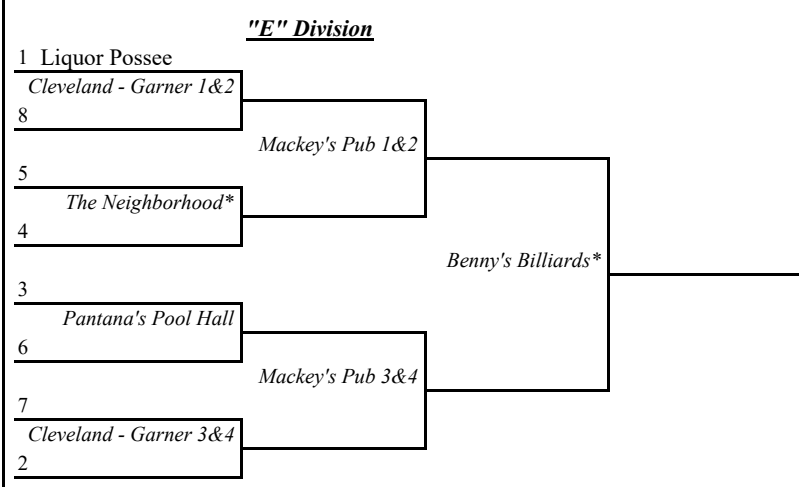 "E" Division
1 Liquor Possee
Cleveland - Garner 1&2
8
Mackey's Pub 1&2
5
The Neighborhood*
4
Benny's Billiards*
3
Pantana's Pool Hall
6
Mackey's Pub 3&4
7
Cleveland - Garner 3&4
2